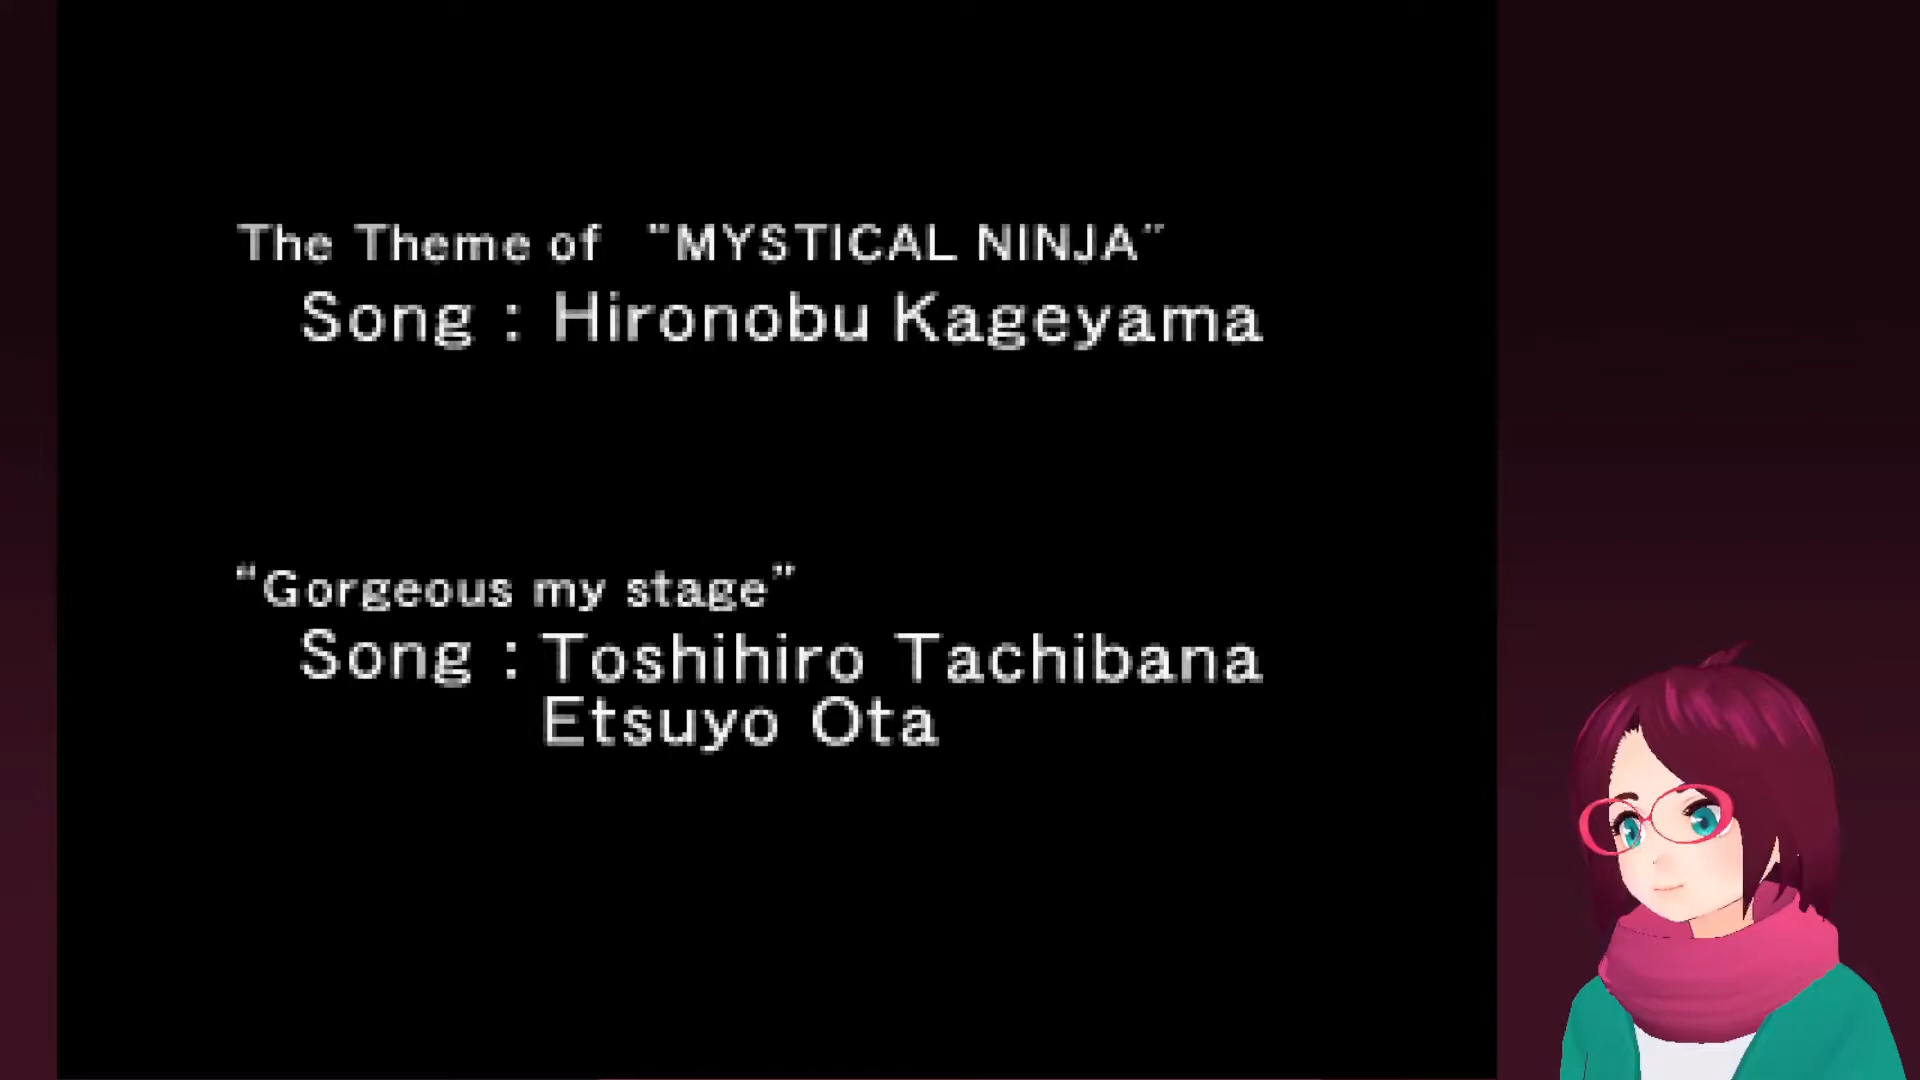 The Theme of "MYSTICAL NINJA"
Song : Hironobu Kageyama
"Gorgeous my stage"
Song : Toshihiro Tachibana
Etsuyo Ota